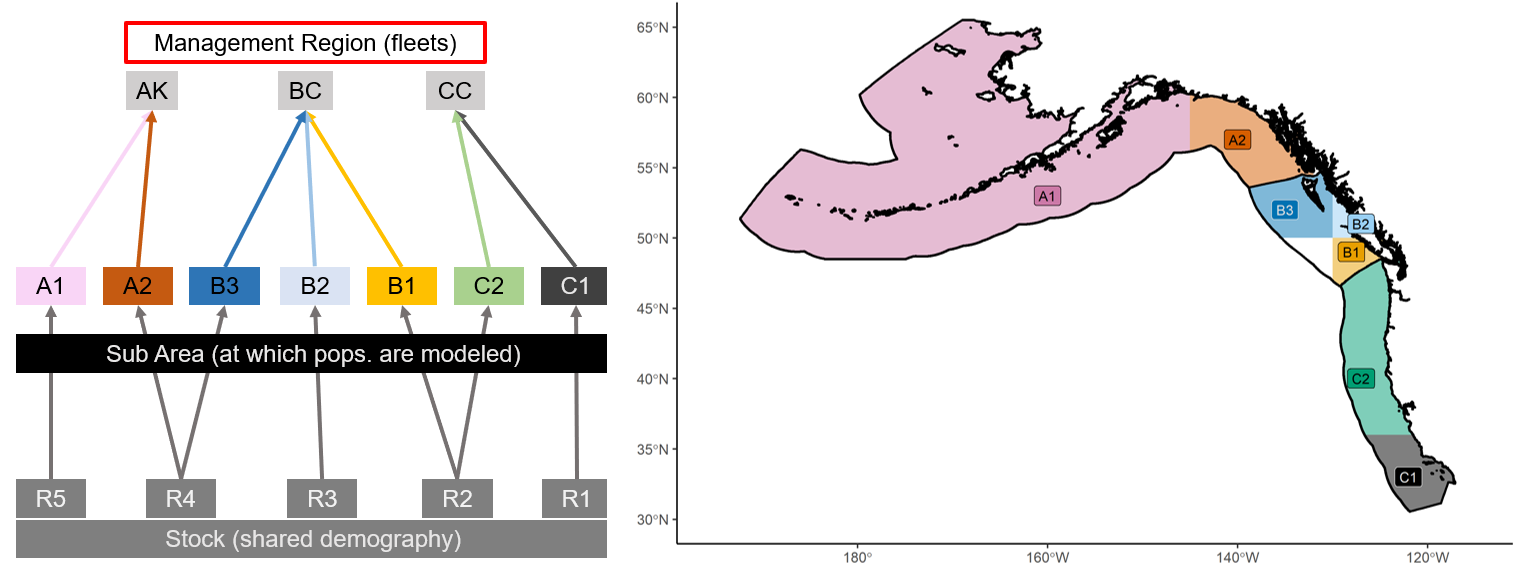 Management Region (fleets)
AK BC CC
A1 A2 B3 B2 B1 C2 C1
Sub Area (at which pops. are modeled)
R5 R4 R3 R2 R1
Stock (shared demography)
65°N
60°N
55°N
50°N
45°N
40°N
35°N
30°N
A2
A1
B3
B2
B1
C2
C1
180° 160°W 140°W 120°W